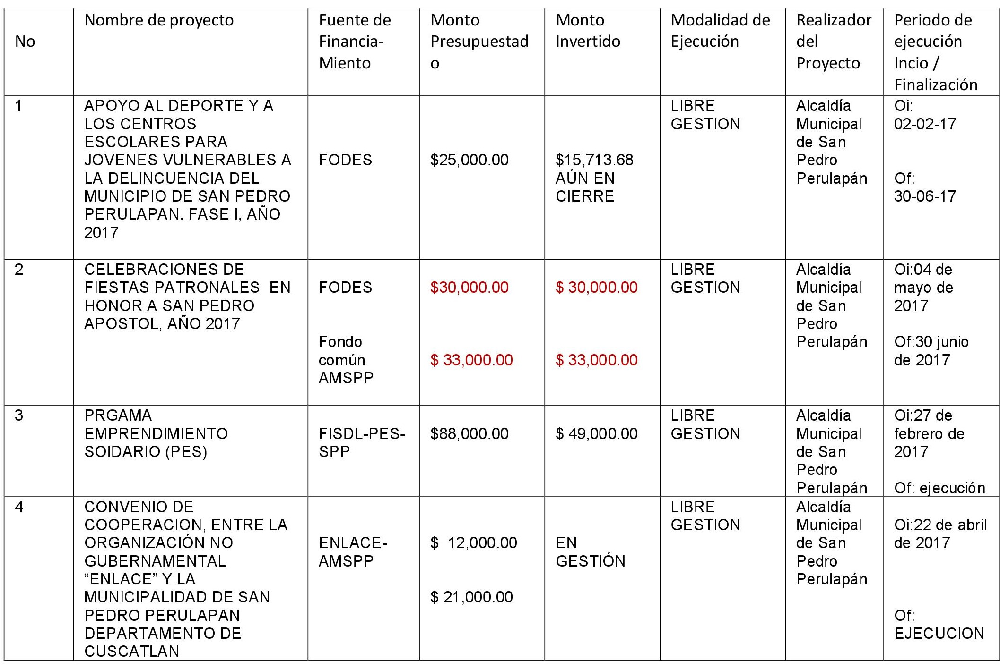 No
Nombre de proyecto
Fuente de
Financia-
Miento
Monto
Presupuestad
o
Monto
Invertido
Modalidad de
Ejecución
Realizador
del
Proyecto
Periodo de
ejecución
Incio /
Finalización
1
APOYO AL DEPORTE Y A
LOS CENTROS
ESCOLARES PARA
JOVENES VULNERABLES A
LA DELINCUENCIA DEL
MUNICIPIO DE SAN PEDRO
PERULAPAN. FASE I, AÑO
2017
FODES
$25,000.00
$15,713.68
AÚN EN
CIERRE
LIBRE
GESTION
Alcaldía
Municipal
de San
Pedro
Perulapán
Oi:
02-02-17
Of:
30-06-17
2
CELEBRACIONES DE
FIESTAS PATRONALES  EN
HONOR A SAN PEDRO
APOSTOL, AÑO 2017
FODES
Fondo
común
AMSPP
$30,000.00
$ 33,000.00
$ 30,000.00
$ 33,000.00
LIBRE
GESTION
Alcaldía
Municipal
de San
Pedro
Perulapán
Oi:04 de
mayo de
2017
Of:30 junio
de 2017
3
PRGAMA
EMPRENDIMIENTO
SOIDARIO (PES)
FISDL-PES-
SPP
$88,000.00
$ 49,000.00
LIBRE
GESTION
Alcaldía
Municipal
de San
Pedro
Perulapán
Oi:27 de
febrero de
2017
Of: ejecución
4
CONVENIO DE
COOPERACION, ENTRE LA
ORGANIZACIÓN NO
GUBERNAMENTAL
“ENLACE” Y LA
MUNICIPALIDAD DE SAN
PEDRO PERULAPAN
DEPARTAMENTO DE
CUSCATLAN
ENLACE-
AMSPP
$  12,000.00
$ 21,000.00
EN
GESTIÓN
LIBRE
GESTION
Alcaldía
Municipal
de San
Pedro
Perulapán
Oi:22 de abril
de 2017
Of:
EJECUCION